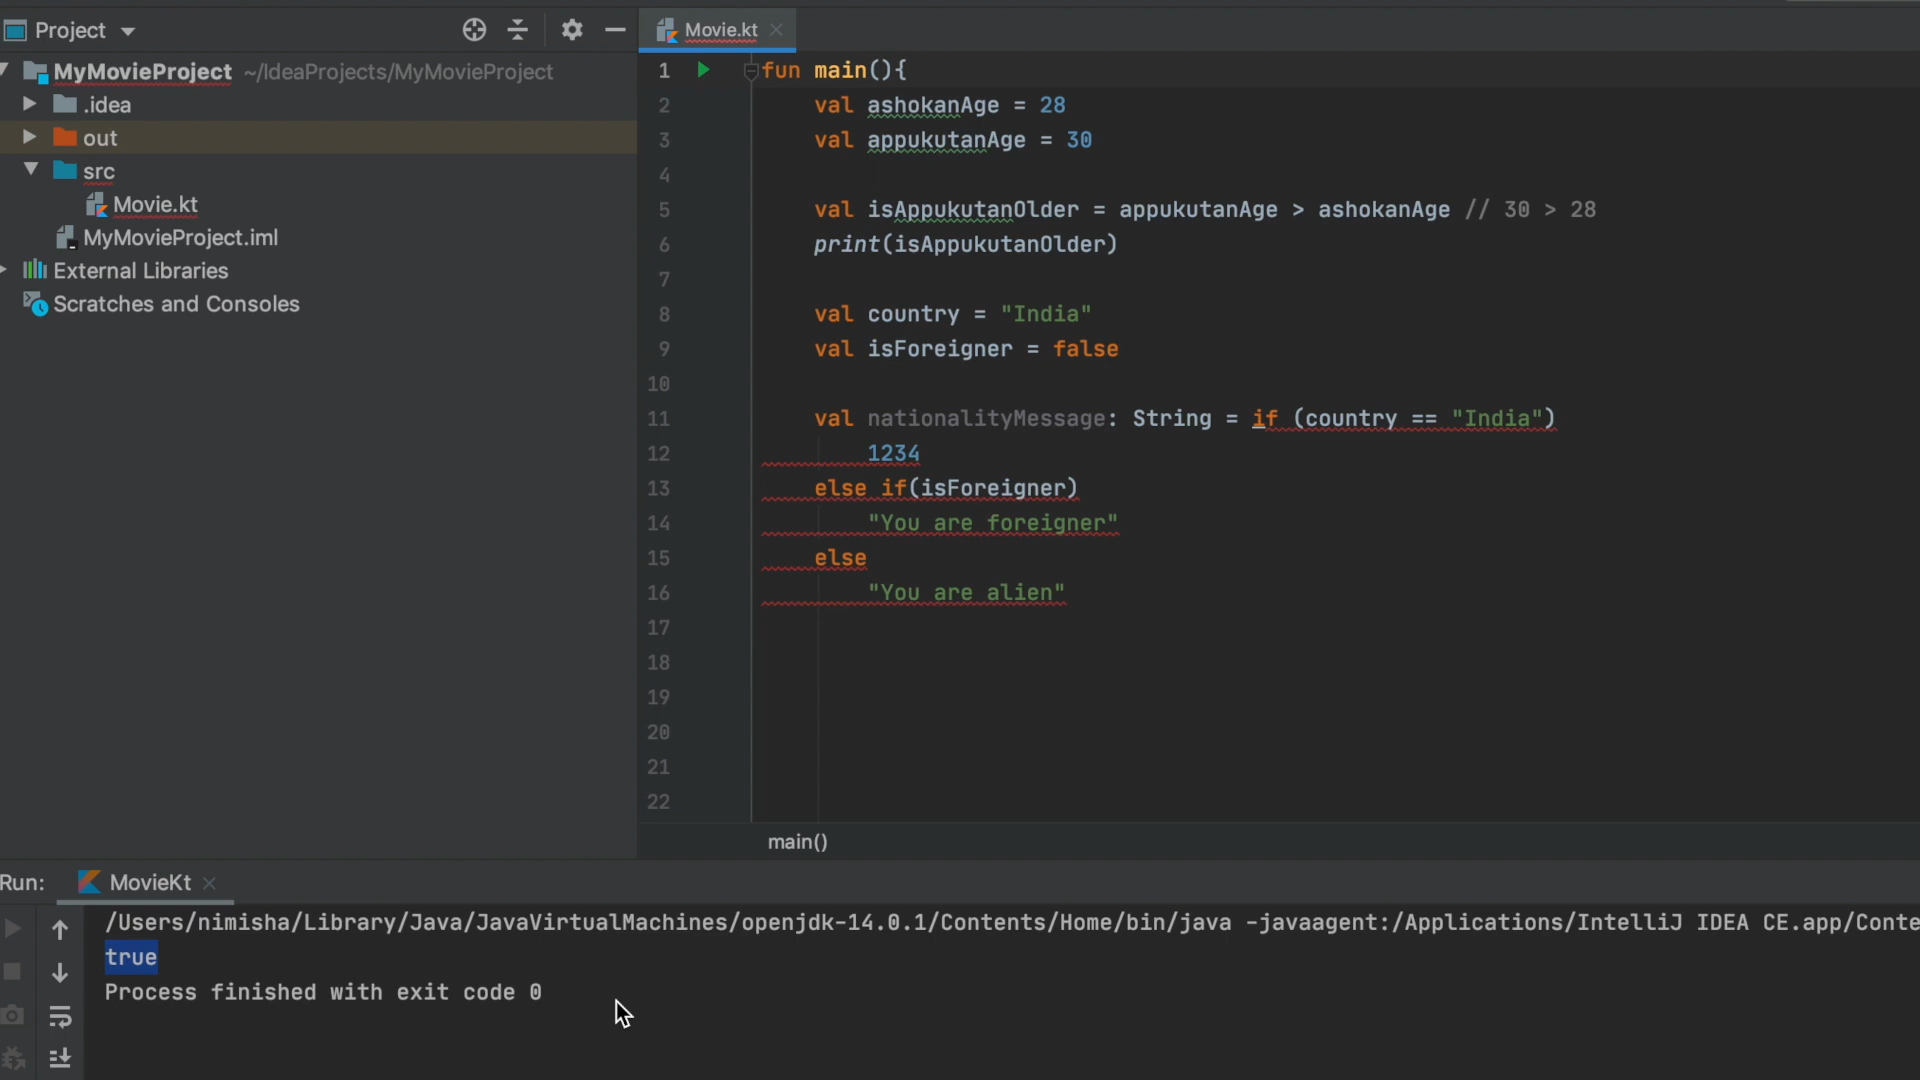 Project
MyMovieProject ~/IdeaProjects/MyMovieProject
.idea
out
src
Movie.kt
MyMovieProject.iml
External Libraries
Scratches and Consoles
Movie.kt
1 fun main(){
2 val ashokanAge = 28
3 val appukutanAge = 30
4
5 val isAppukutanOlder = appukutanAge > ashokanAge // 30 > 28
6 print(isAppukutanOlder)
7
8 val country = "India"
9 val isForeigner = false
10
11 val nationalityMessage: String = if (country == "India")
12 1234
13 else if(isForeigner)
14 "You are foreigner"
15 else
16 "You are alien"
17
18
19
20
21
22
main()
Run: MovieKt
/Users/nimisha/Library/Java/JavaVirtualMachines/openjdk-14.0.1/Contents/Home/bin/java -javaagent:/Applications/IntelliJ IDEA CE.app/Conte
true
Process finished with exit code 0